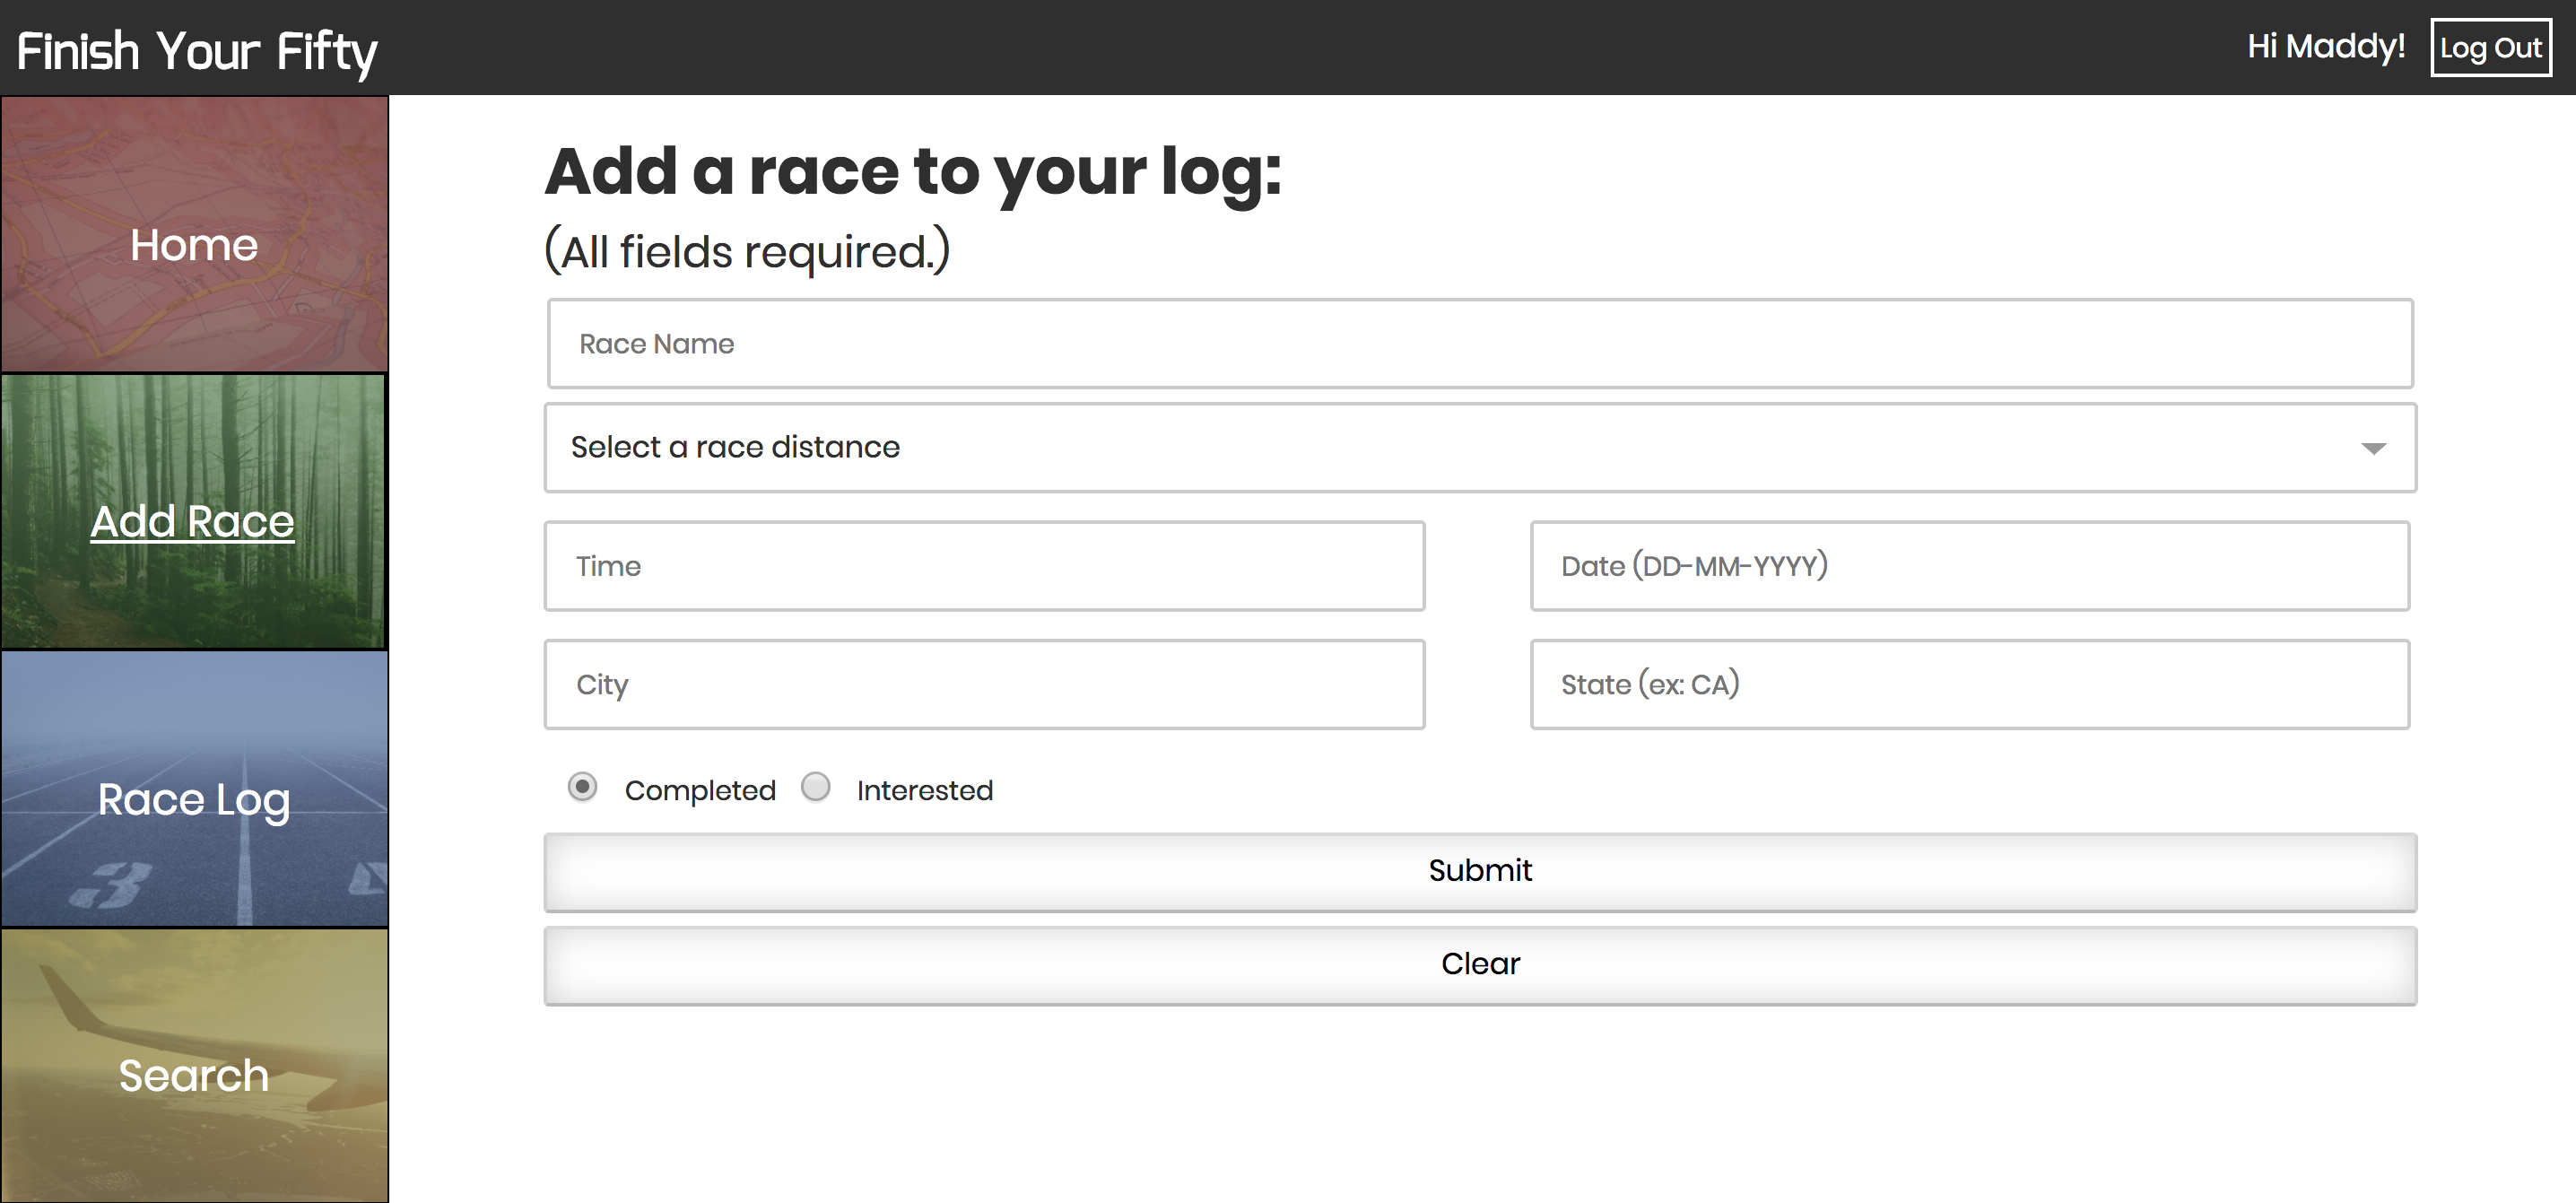 Finish Your Fifty
Hi Maddy! Log Out
Home
Add Race
Race Log
3
Search
Add a race to your log:
(All fields required.)
Race Name
Select a race distance
Time Date (DD-MM-YYYY)
City State (ex: CA)
Completed Interested
Submit
Clear